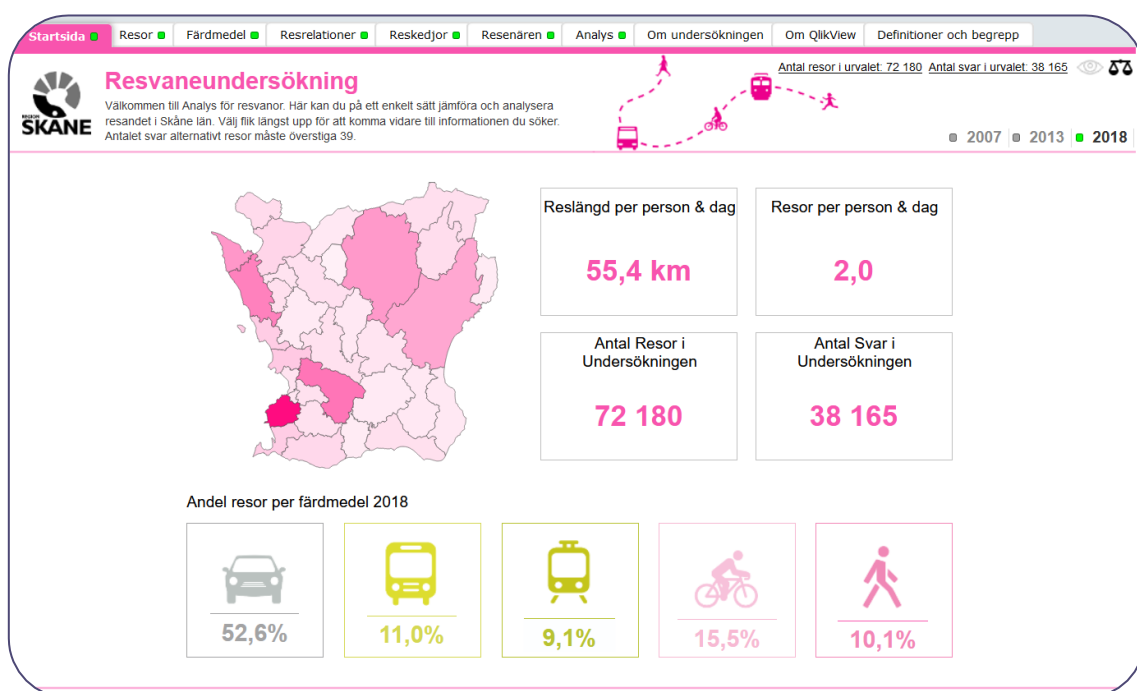 Startsida Resor Färdmedel Resrelationer Reskedjor Resenären Analys Om undersökningen Om QlikView Definitioner och begrepp
REGION
SKÅNE
Resvaneundersökning
Välkommen till Analys för resvanor. Här kan du på ett enkelt sätt jämföra och analysera
resandet i Skåne län. Välj flik längst upp för att komma vidare till informationen du söker.
Antalet svar alternativt resor måste överstiga 39.
Antal resor i urvalet: 72 180 Antal svar i urvalet: 38 165
2007 2013 2018
Reslängd per person & dag
55,4 km
Resor per person & dag
2,0
Antal Resor i
Undersökningen
72 180
Antal Svar i
Undersökningen
38 165
Andel resor per färdmedel 2018
52,6%
11,0%
9,1%
15,5%
10,1%